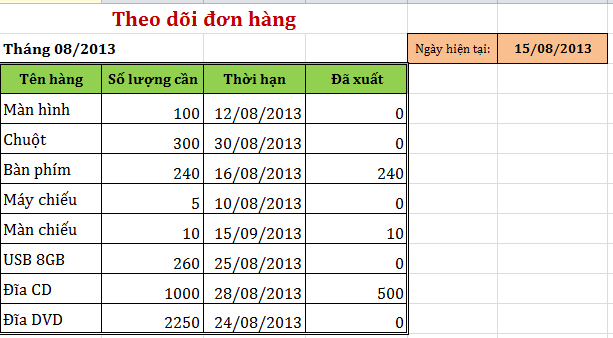 Theo dõi đơn hàng
Tháng 08/2013 Ngày hiện tại: 15/08/2013
Tên hàng Số lượng cần Thời hạn Đã xuất
Màn hình 100 12/08/2013 0
Chuột 300 30/08/2013 0
Bàn phím 240 16/08/2013 240
Máy chiếu 5 10/08/2013 0
Màn chiếu 10 15/09/2013 10
USB 8GB 260 25/08/2013 0
Đĩa CD 1000 28/08/2013 500
Đĩa DVD 2250 24/08/2013 0